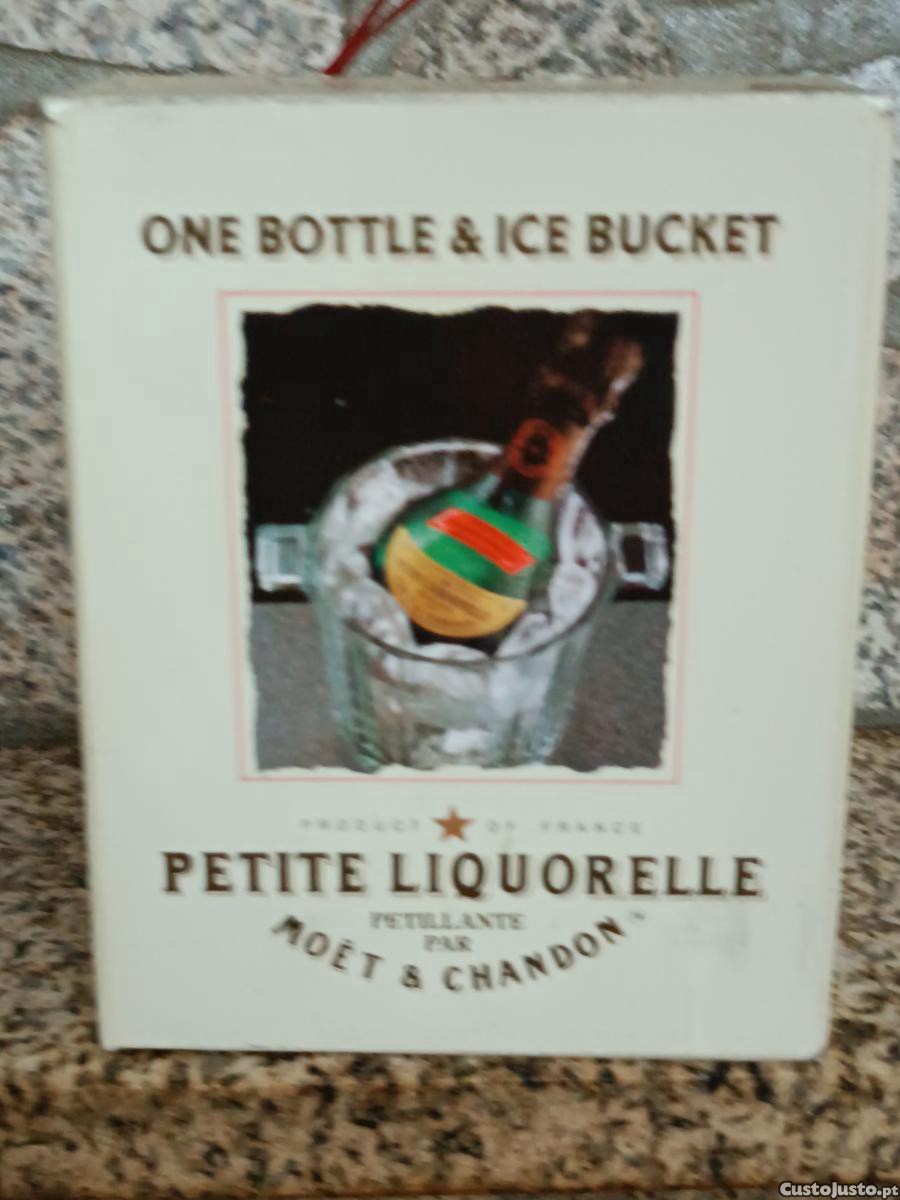 ONE BOTTLE & ICE BUCKET
PRODUCT OF FRANCE
PETITE LIQUORELLE
PETILLANTE
PAR
MOËT & CHANDON
CustoJusto.pt